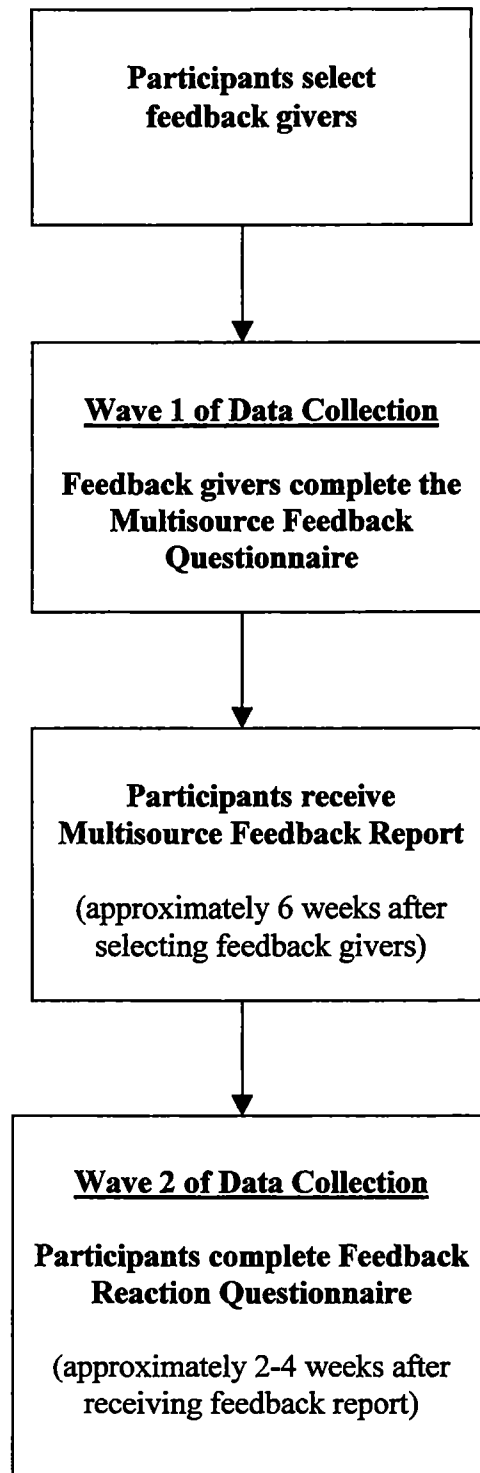 Participants select
feedback givers
Wave 1 of Data Collection
Feedback givers complete the
Multisource Feedback
Questionnaire
Participants receive
Multisource Feedback Report
(approximately 6 weeks after
selecting feedback givers)
Wave 2 of Data Collection
Participants complete Feedback
Reaction Questionnaire
(approximately 2-4 weeks after
receiving feedback report)